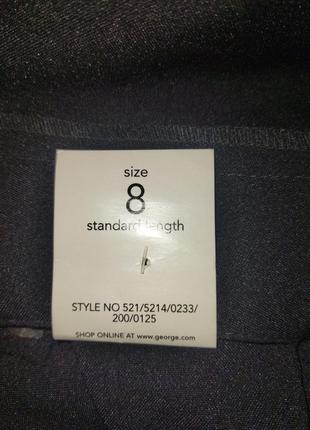 size
8
standard length
STYLE NO 521/5214/0233/
200/0125
SHOP ONLINE AT www.george.com